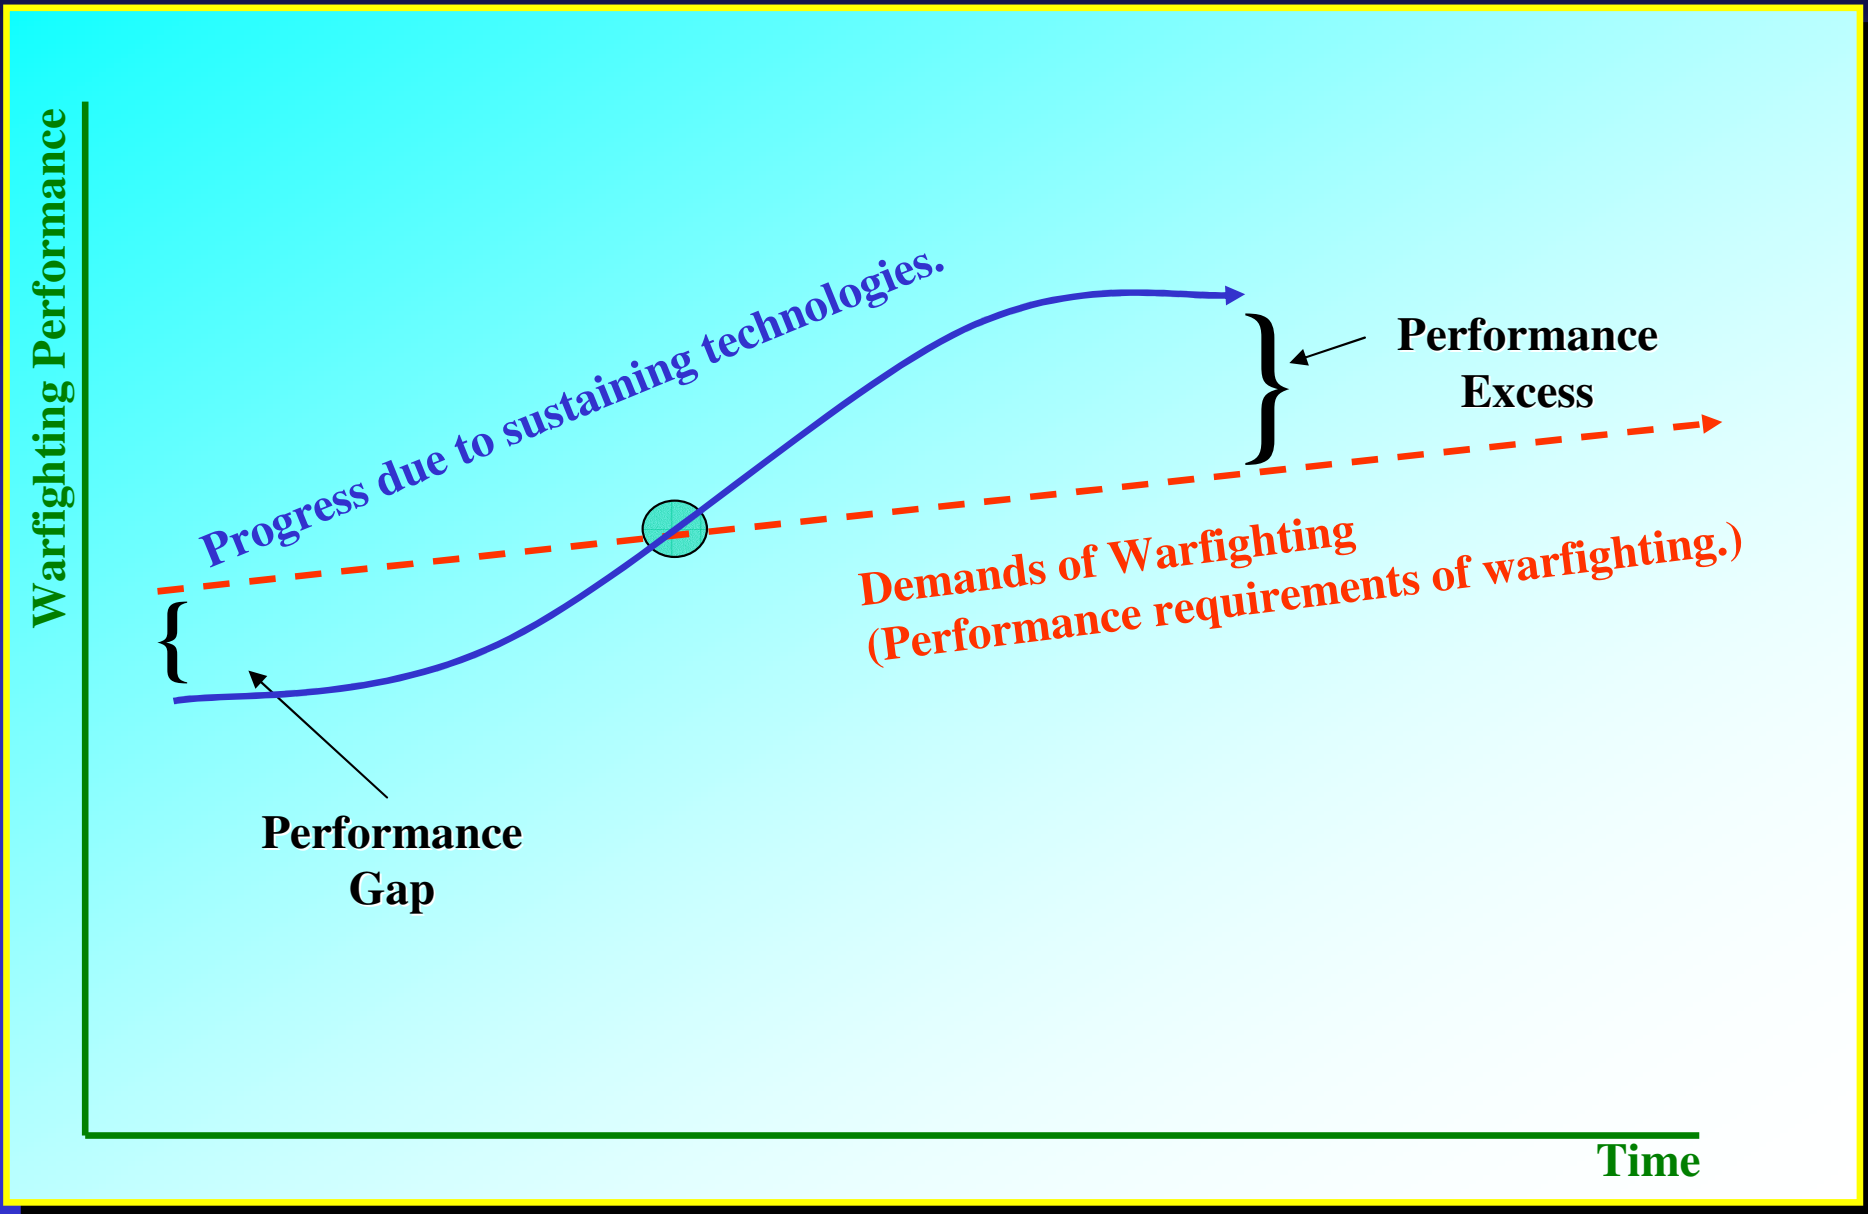 Warfighting Performance
Progress due to sustaining technologies.
Performance
Excess
Demands of Warfighting
(Performance requirements of warfighting.)
Performance
Gap
Time